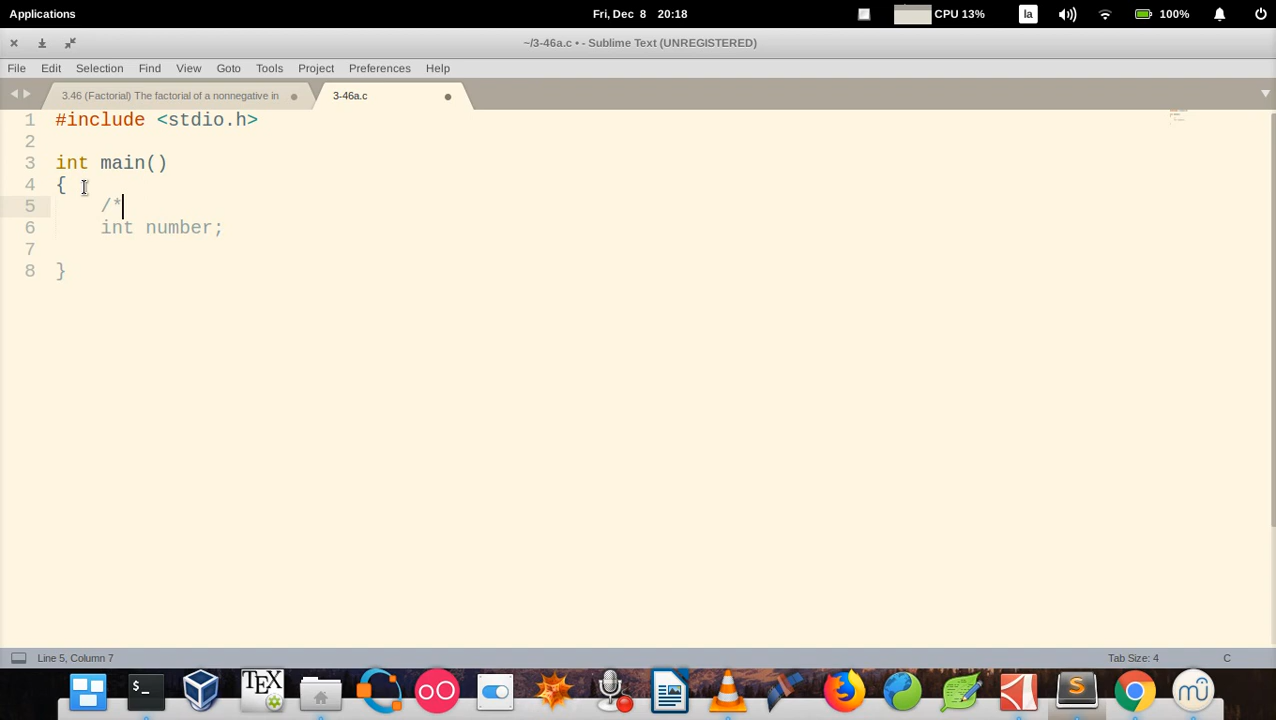 Applications
Fri, Dec 8 20:18
CPU 13%
la
100%
~/3-46a.c • - Sublime Text (UNREGISTERED)
File Edit Selection Find View Goto Tools Project Preferences Help
3.46 (Factorial) The factorial of a nonnegative in
3-46a.c
1 #include <stdio.h>
2
3 int main()
4 {
5 /*
6 int number;
7
8 }
Line 5, Column 7
Tab Size: 4
C
$_
TEX
S
mu